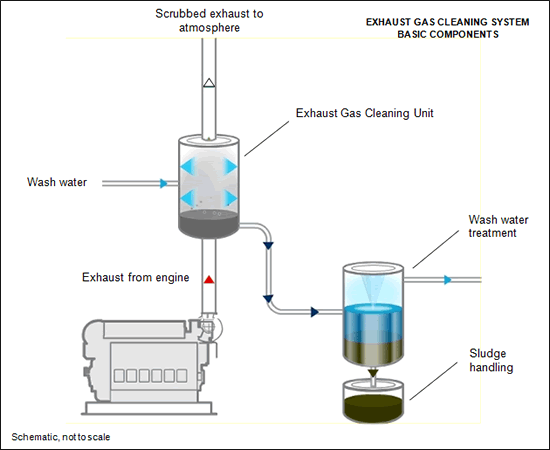 Scrubbed exhaust to
atmosphere
EXHAUST GAS CLEANING SYSTEM
BASIC COMPONENTS
Exhaust Gas Cleaning Unit
Wash water
Wash water
treatment
Exhaust from engine
Sludge
handling
Schematic, not to scale